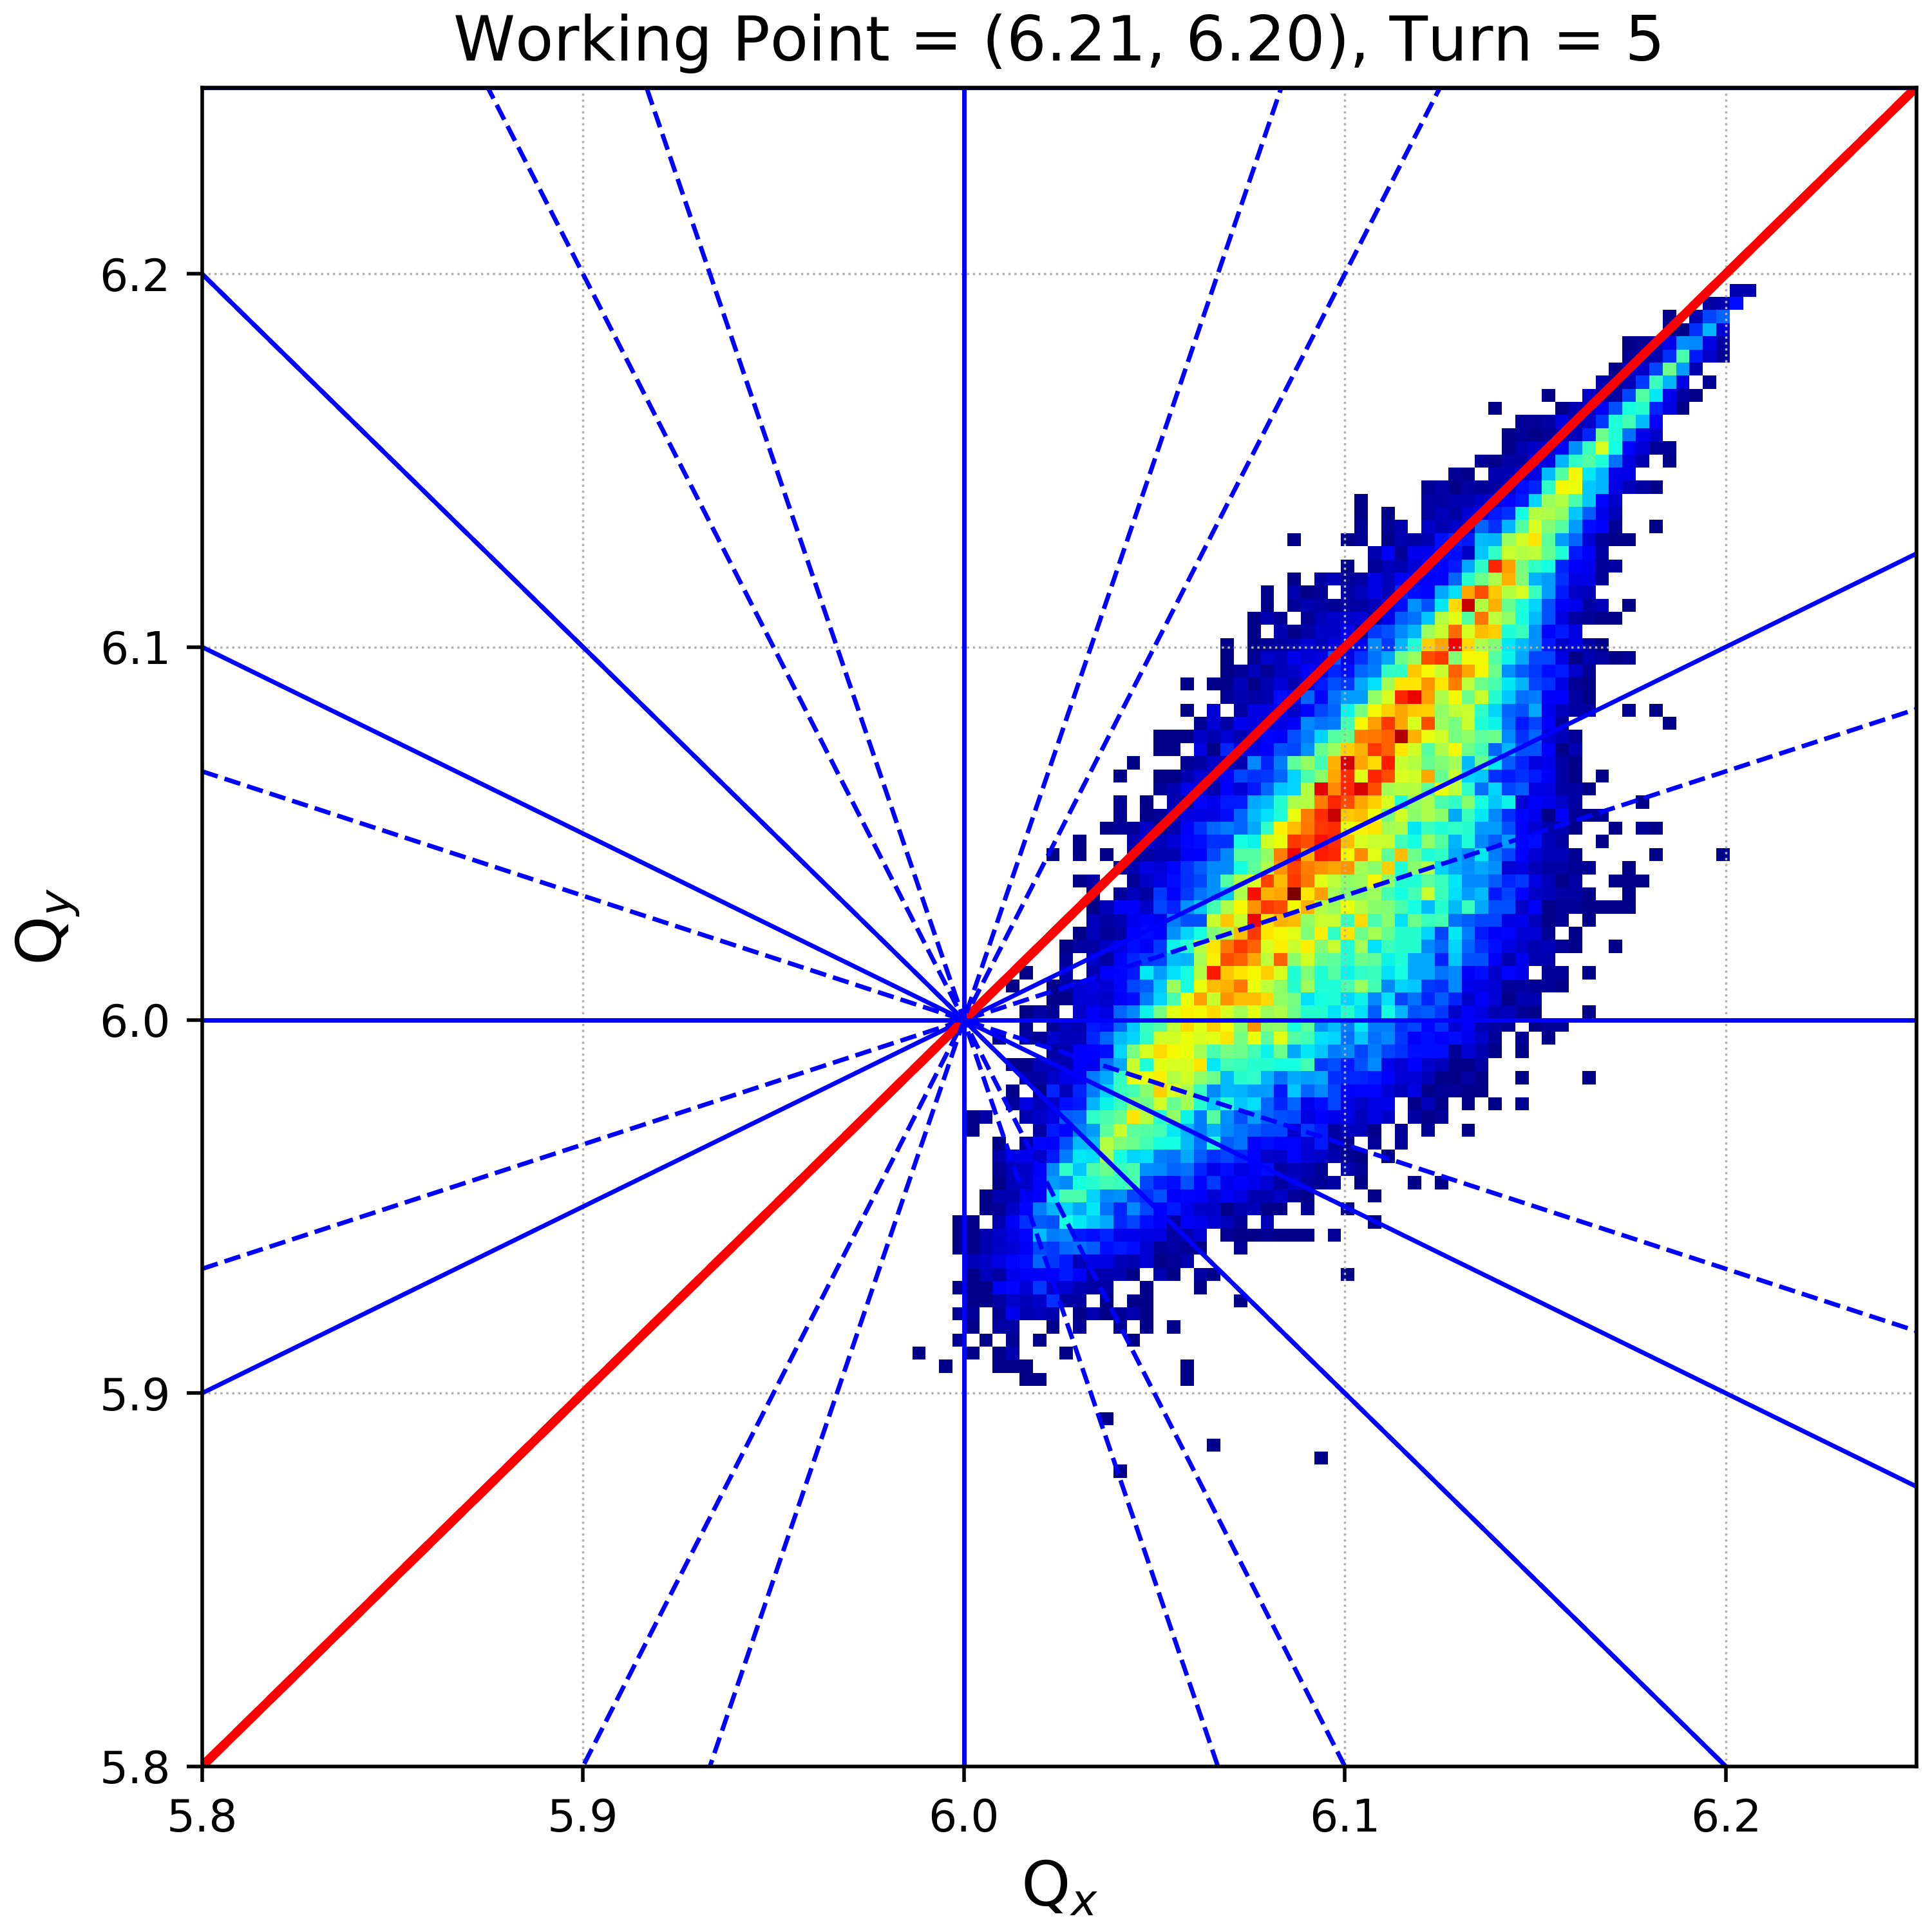 Working Point = (6.21, 6.20), Turn = 5
6.2
6.1
6.0
5.9
5.8
Qy
5.8 5.9 6.0 6.1 6.2
Qx